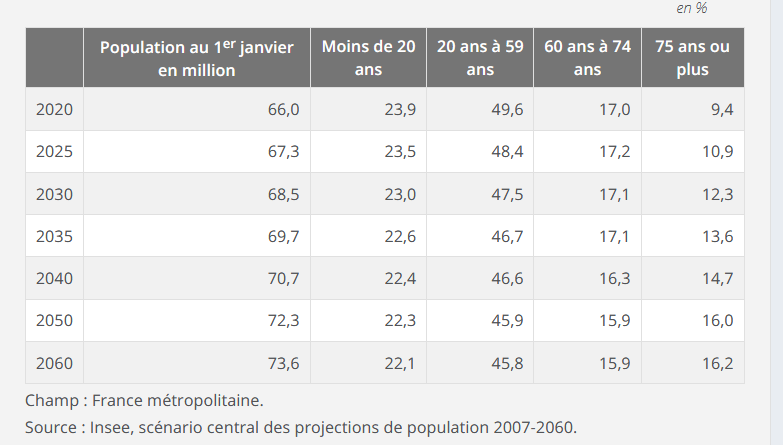 en %
Population au 1er janvier en million Moins de 20 ans 20 ans à 59 ans 60 ans à 74 ans 75 ans ou plus
2020 66,0 23,9 49,6 17,0 9,4
2025 67,3 23,5 48,4 17,2 10,9
2030 68,5 23,0 47,5 17,1 12,3
2035 69,7 22,6 46,7 17,1 13,6
2040 70,7 22,4 46,6 16,3 14,7
2050 72,3 22,3 45,9 15,9 16,0
2060 73,6 22,1 45,8 15,9 16,2
Champ : France métropolitaine.
Source : Insee, scénario central des projections de population 2007-2060.